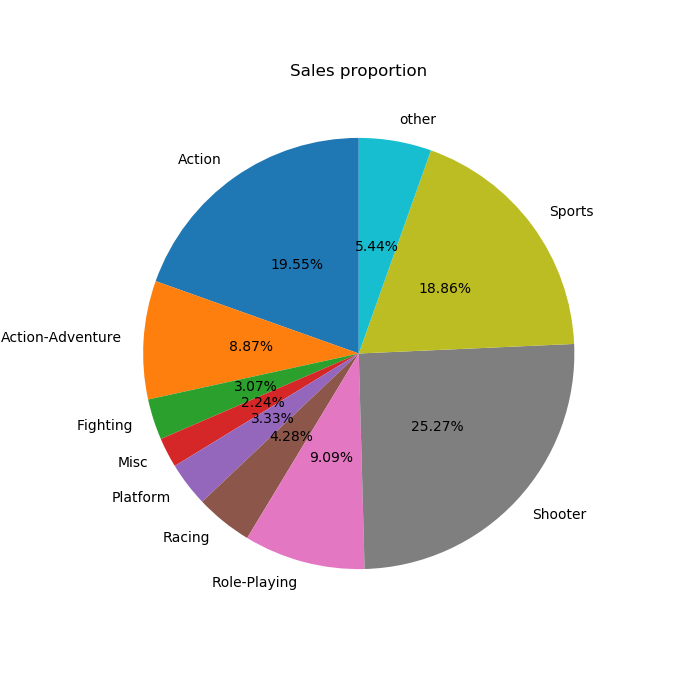 Sales proportion
other
Action
Sports
5.44%
19.55%
18.86%
Action-Adventure
8.87%
3.07%
2.24%
3.33%
4.28%
25.27%
Fighting
9.09%
Misc
Platform
Shooter
Racing
Role-Playing